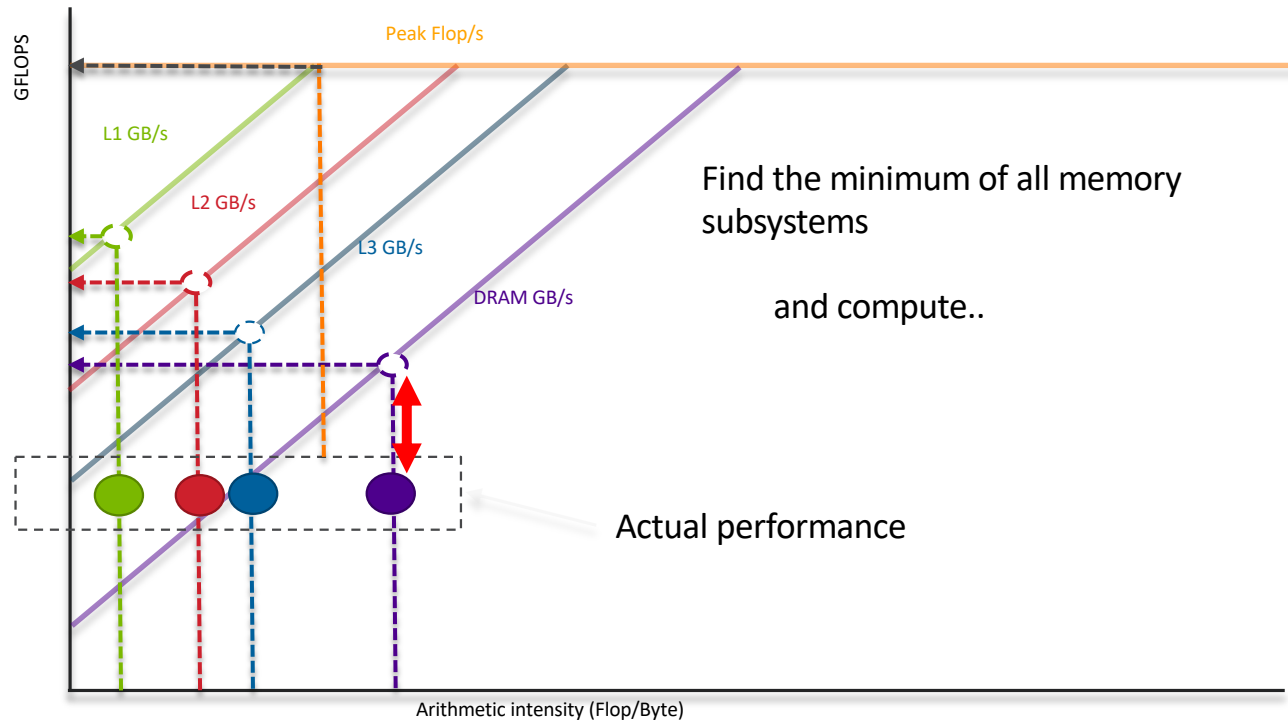 GFLOPS
Peak Flop/s
L1 GB/s
L2 GB/s
L3 GB/s
DRAM GB/s
Find the minimum of all memory
subsystems
and compute..
Actual performance
Arithmetic intensity (Flop/Byte)